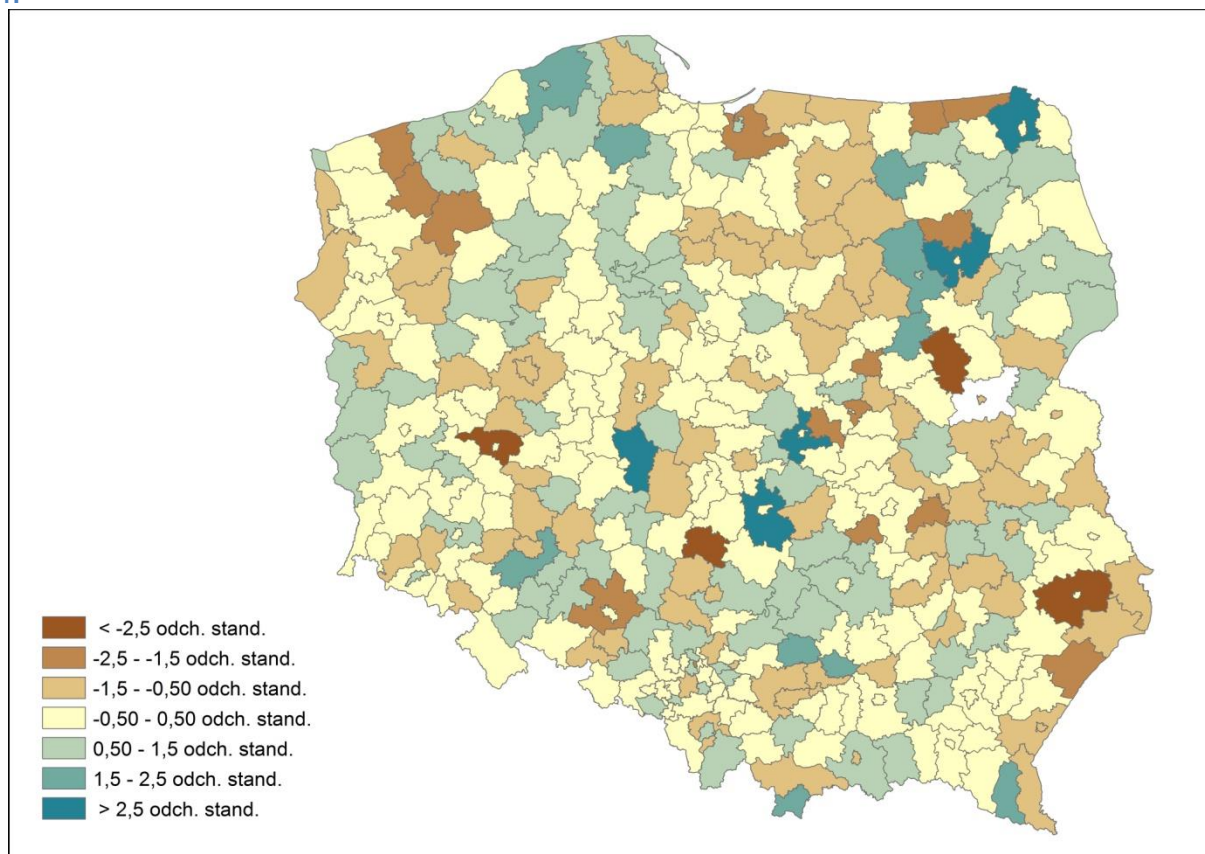 < -2,5 odch. stand.
-2,5 - -1,5 odch. stand.
-1,5 - -0,50 odch. stand.
-0,50 - 0,50 odch. stand.
0,50 - 1,5 odch. stand.
1,5 - 2,5 odch. stand.
> 2,5 odch. stand.